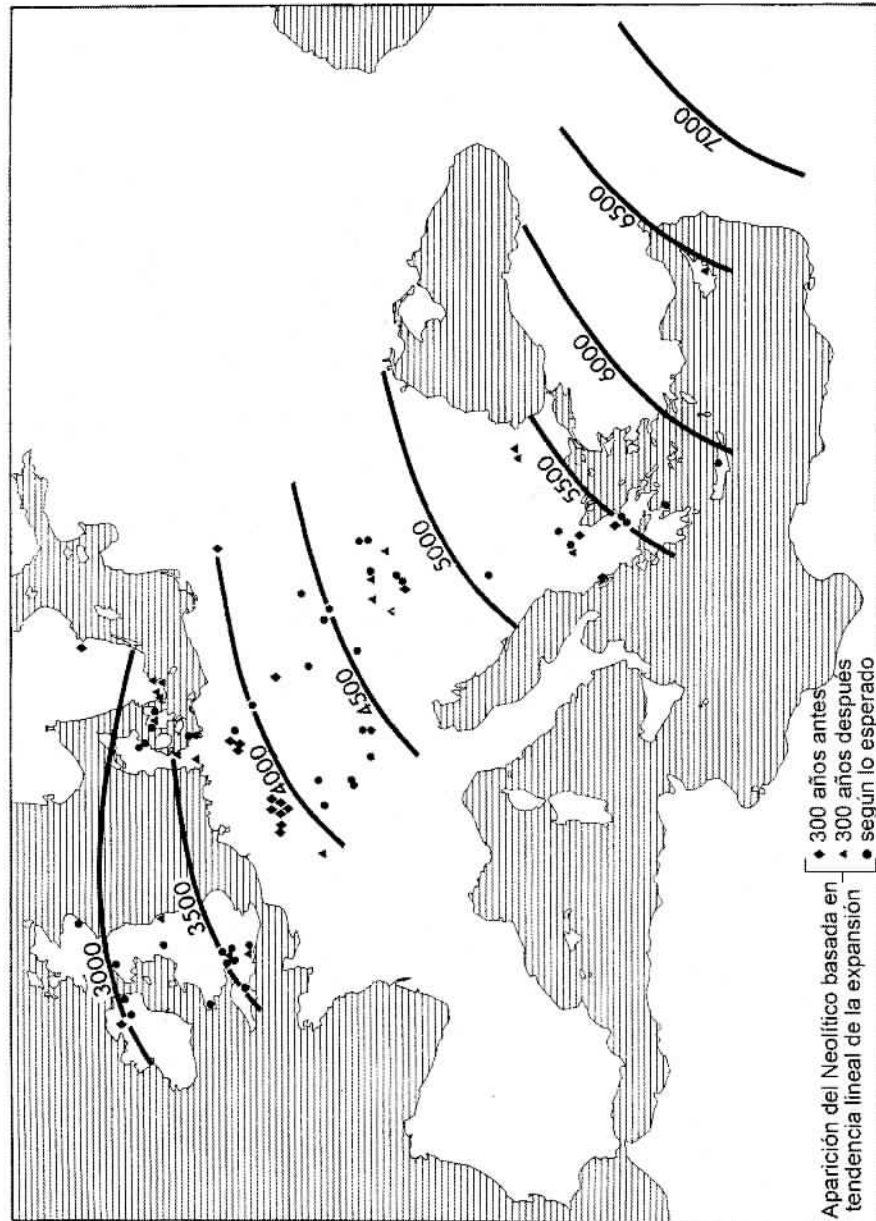 7000
6500
6000
5500
5000
4500
4000
3500
3000
Aparición del Neolítico basada en
tendencia lineal de la expansión
300 años antes
300 años después
según lo esperado